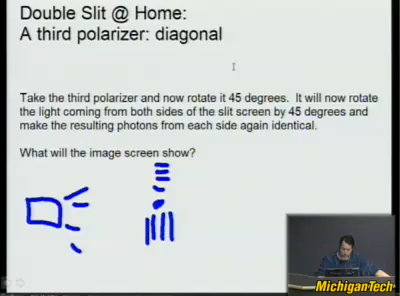 Double Slit @ Home:
A third polarizer: diagonal
Take the third polarizer and now rotate it 45 degrees. It will now rotate
the light coming from both sides of the slit screen by 45 degrees and
make the resulting photons from each side again identical.
What will the image screen show?
MichiganTech